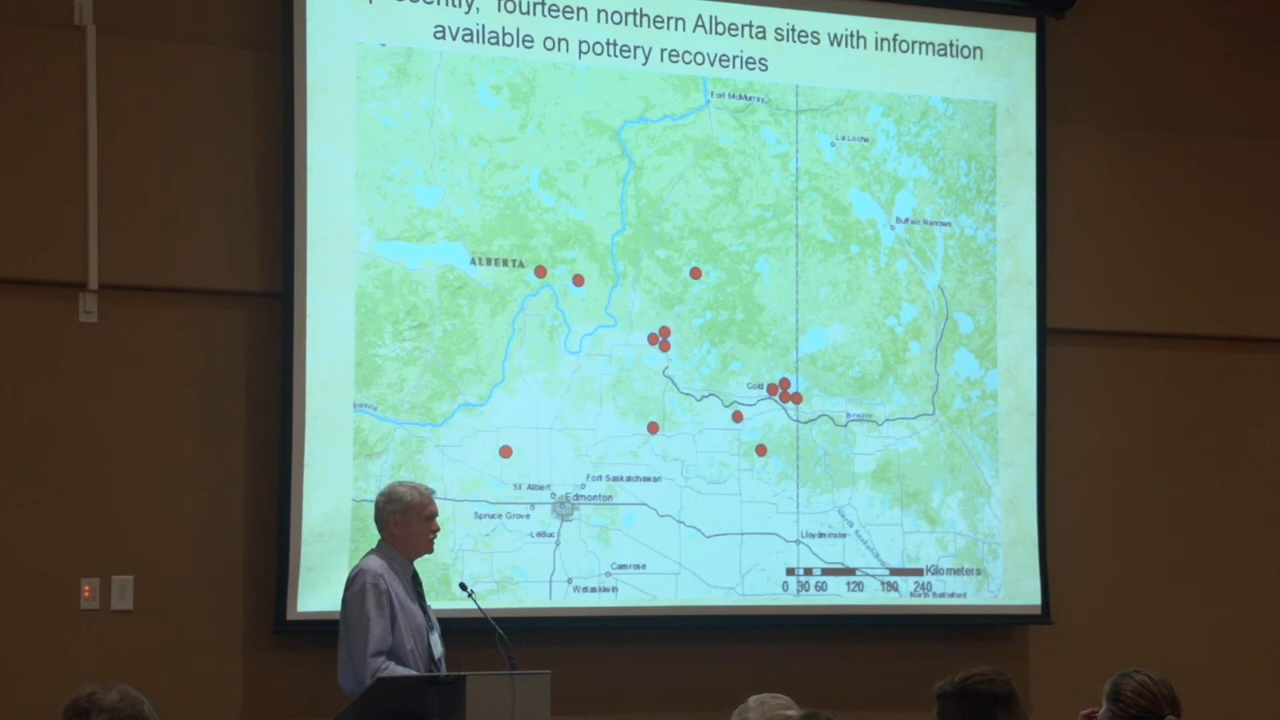 fourteen northern Alberta sites with information
available on pottery recoveries
Fort McMurray
La Loche
Buffalo Narrows
ALBERTA
Cold
Fort Saskatchewan
St. Albert
Edmonton
Spruce Grove
Leduc
Lloydminster
Camrose
Wetaskiwin
Kilometers
0 30 60 120 180 240
North Battleford